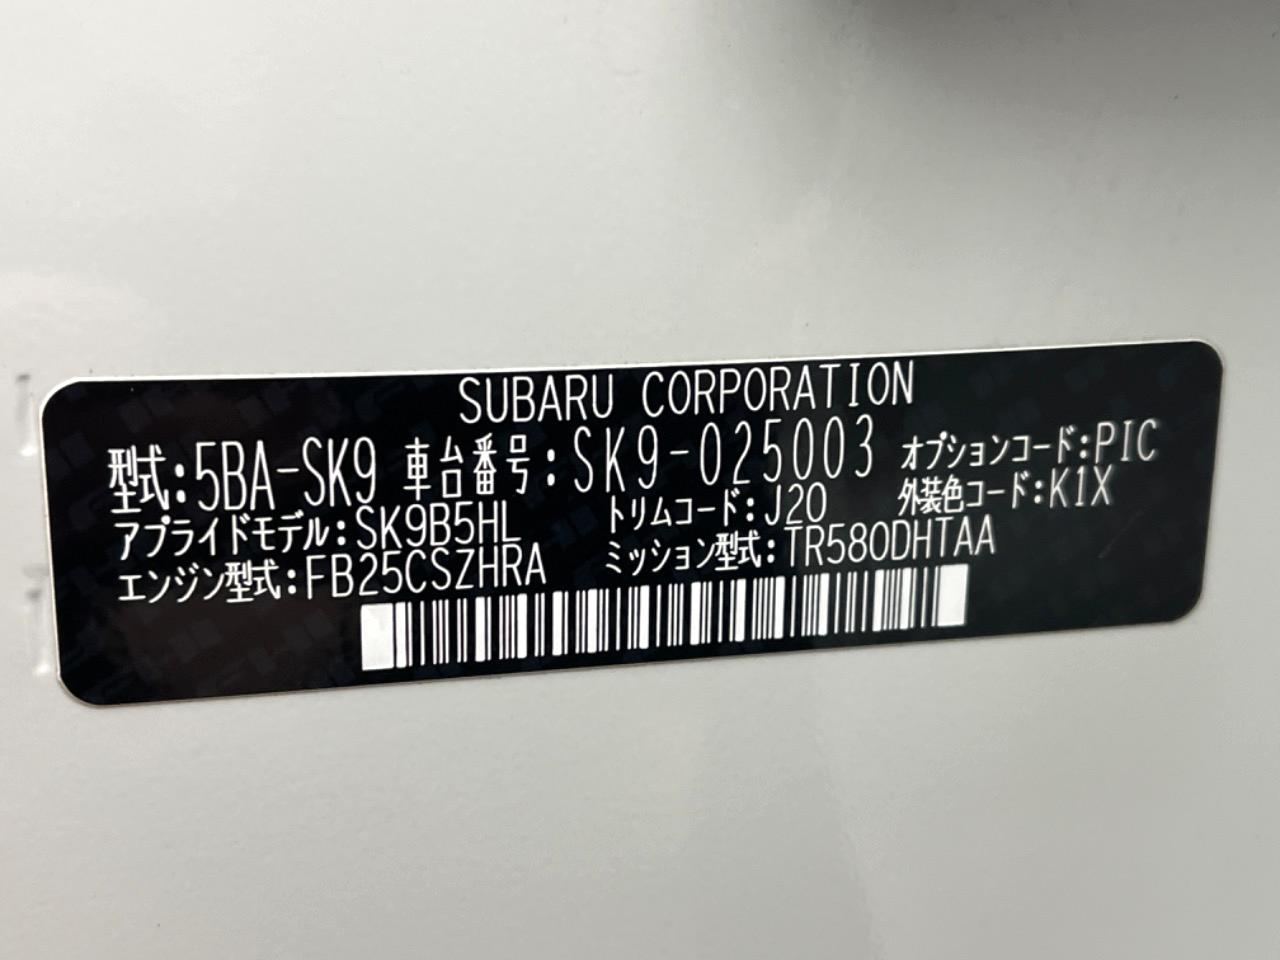 SUBARU CORPORATION
型式:5BA-SK9 車台番号:SK9-025003 オプションコード:PIC
アプライドモデル:SK9B5HL トリムコード:J20 外装色コード:K1X
エンジン型式:FB25CSZHRA ミッション型式:TR580DHTAA